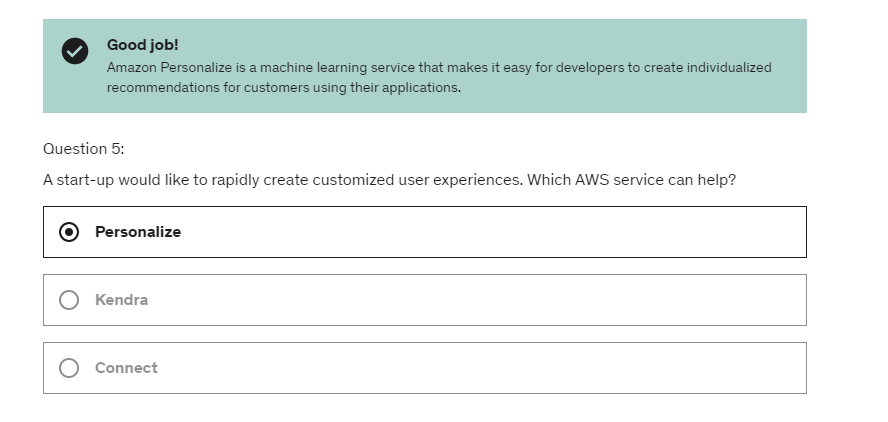 Good job!
Amazon Personalize is a machine learning service that makes it easy for developers to create individualized
recommendations for customers using their applications.
Question 5:
A start-up would like to rapidly create customized user experiences. Which AWS service can help?
Personalize
Kendra
Connect